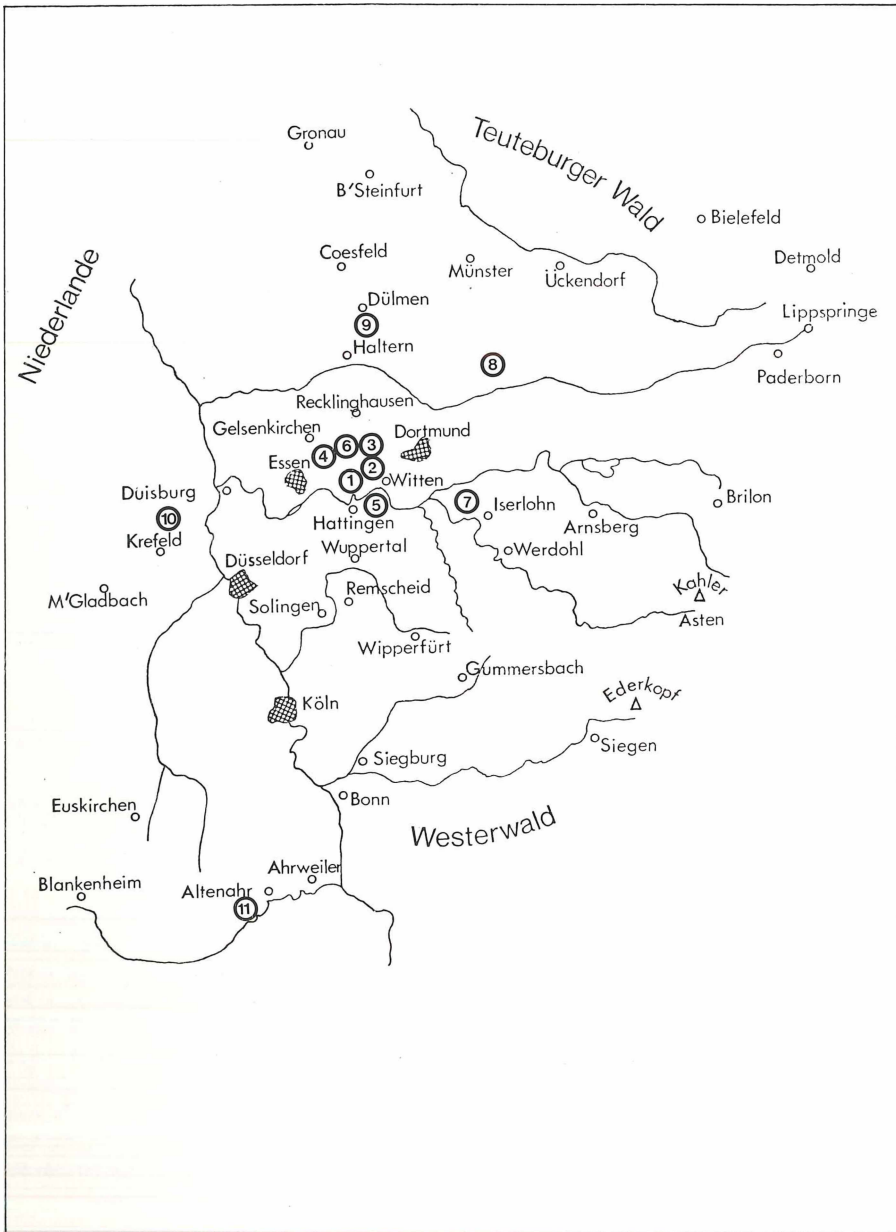 Gronau
Teuteburger Wald
B'Steinfurt
Bielefeld
Coesfeld
Münster
Ückendorf
Detmold
Niederlande
Dülmen
Lippspringe
9
Haltern
8
Paderborn
Recklinghausen
Gelsenkirchen
6
3
Dortmund
4
Essen
2
1
Witten
Düisburg
5
7
Iserlohn
Brilon
10
Hattingen
Arnsberg
Krefeld
Wuppertal
Werdohl
Düsseldorf
Kahler
M'Gladbach
Remscheid
Solingen
Asten
Wipperfürt
Gummersbach
Ederkopf
Köln
Siegen
Siegburg
Bonn
Euskirchen
Westerwald
Ahrweiler
Blankenheim
Altenahr
11